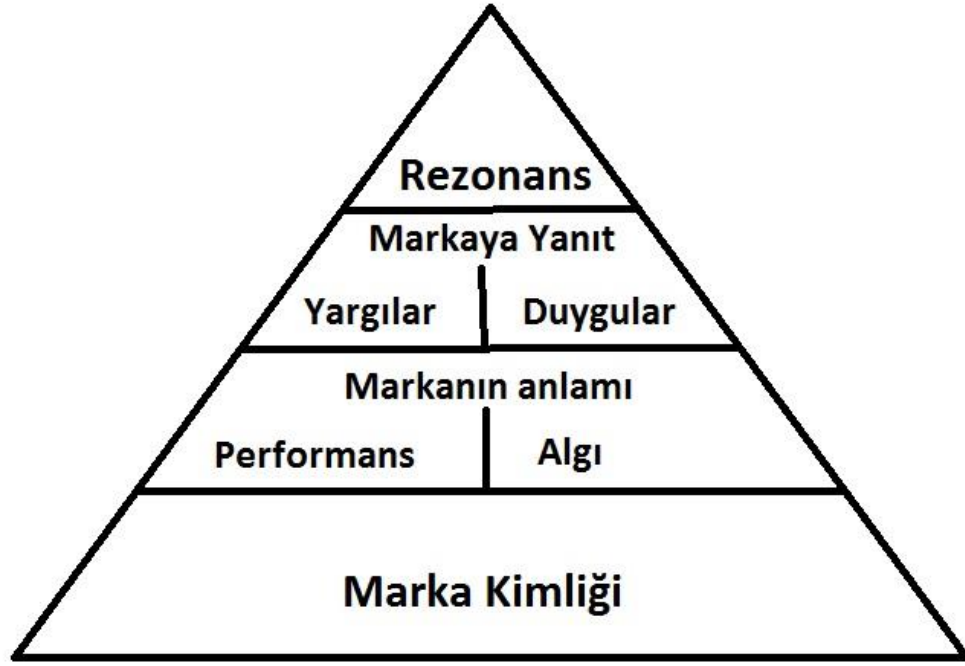 Rezonans
Markaya Yanıt
Yargılar Duygular
Markanın anlamı
Performans Algı
Marka Kimliği